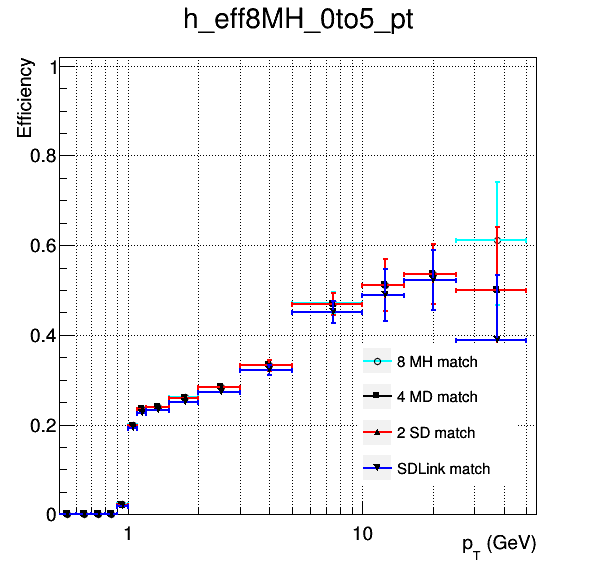 h_eff8MH_0to5_pt
Efficiency
1
0.8
0.6
0.4
0.2
0
8 MH match
4 MD match
2 SD match
SDLink match
1
10
p_T (GeV)